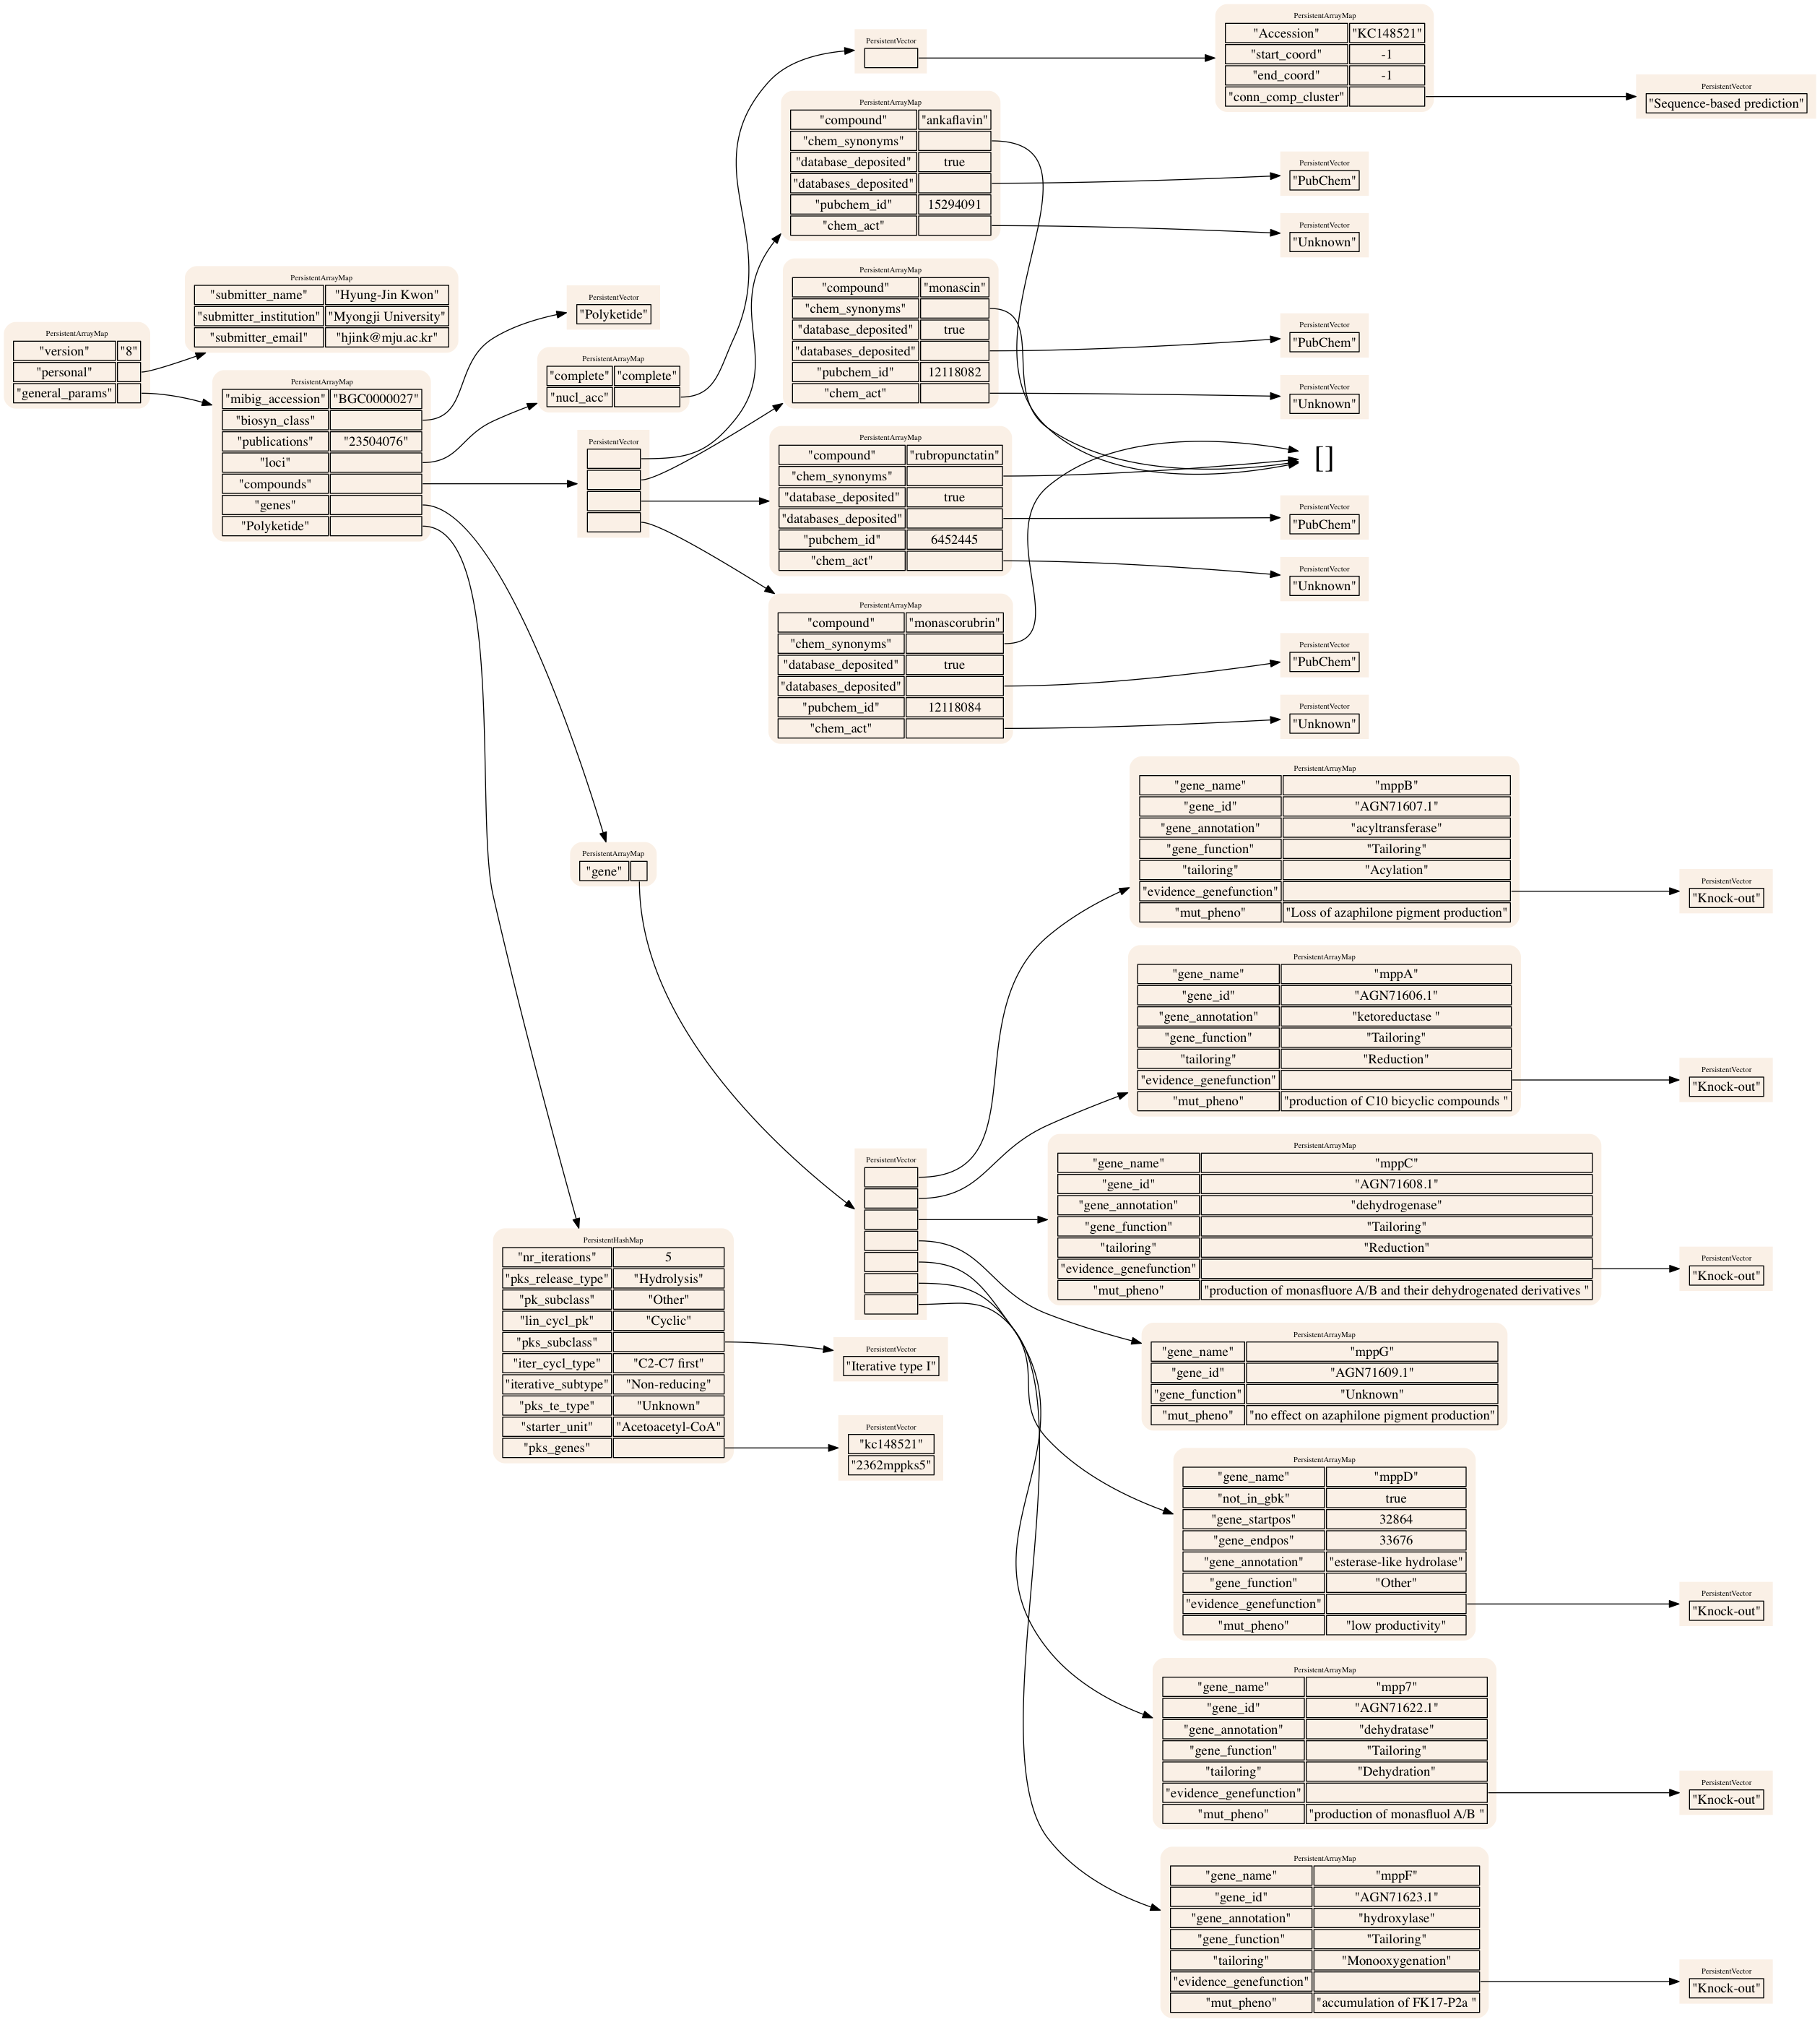 PersistentArrayMap
"version" "8"
"personal"
"general_params"
PersistentArrayMap
"submitter_name" "Hyung-Jin Kwon"
"submitter_institution" "Myongji University"
"submitter_email" "hjink@mju.ac.kr"
PersistentArrayMap
"mibig_accession" "BGC0000027"
"biosyn_class"
"publications" "23504076"
"loci"
"compounds"
"genes"
"Polyketide"
PersistentVector
"Polyketide"
PersistentArrayMap
"complete" "complete"
"nucl_acc"
PersistentVector
PersistentVector
PersistentArrayMap
"Accession" "KC148521"
"start_coord" -1
"end_coord" -1
"conn_comp_cluster"
PersistentVector
"Sequence-based prediction"
PersistentArrayMap
"compound" "ankaflavin"
"chem_synonyms"
"database_deposited" true
"databases_deposited"
"pubchem_id" 15294091
"chem_act"
PersistentVector
"PubChem"
PersistentVector
"Unknown"
PersistentArrayMap
"compound" "monascin"
"chem_synonyms"
"database_deposited" true
"databases_deposited"
"pubchem_id" 12118082
"chem_act"
PersistentVector
"PubChem"
PersistentVector
"Unknown"
[]
PersistentArrayMap
"compound" "rubropunctatin"
"chem_synonyms"
"database_deposited" true
"databases_deposited"
"pubchem_id" 6452445
"chem_act"
PersistentVector
"PubChem"
PersistentVector
"Unknown"
PersistentArrayMap
"compound" "monascorubrin"
"chem_synonyms"
"database_deposited" true
"databases_deposited"
"pubchem_id" 12118084
"chem_act"
PersistentVector
"PubChem"
PersistentVector
"Unknown"
PersistentArrayMap
"gene"
PersistentVector
PersistentArrayMap
"gene_name" "mppB"
"gene_id" "AGN71607.1"
"gene_annotation" "acyltransferase"
"gene_function" "Tailoring"
"tailoring" "Acylation"
"evidence_genefunction"
"mut_pheno" "Loss of azaphilone pigment production"
PersistentVector
"Knock-out"
PersistentArrayMap
"gene_name" "mppA"
"gene_id" "AGN71606.1"
"gene_annotation" "ketoreductase "
"gene_function" "Tailoring"
"tailoring" "Reduction"
"evidence_genefunction"
"mut_pheno" "production of C10 bicyclic compounds "
PersistentVector
"Knock-out"
PersistentArrayMap
"gene_name" "mppC"
"gene_id" "AGN71608.1"
"gene_annotation" "dehydrogenase"
"gene_function" "Tailoring"
"tailoring" "Reduction"
"evidence_genefunction"
"mut_pheno" "production of monasfluore A/B and their dehydrogenated derivatives "
PersistentVector
"Knock-out"
PersistentArrayMap
"gene_name" "mppG"
"gene_id" "AGN71609.1"
"gene_function" "Unknown"
"mut_pheno" "no effect on azaphilone pigment production"
PersistentArrayMap
"gene_name" "mppD"
"not_in_gbk" true
"gene_startpos" 32864
"gene_endpos" 33676
"gene_annotation" "esterase-like hydrolase"
"gene_function" "Other"
"evidence_genefunction"
"mut_pheno" "low productivity"
PersistentVector
"Knock-out"
PersistentArrayMap
"gene_name" "mpp7"
"gene_id" "AGN71622.1"
"gene_annotation" "dehydratase"
"gene_function" "Tailoring"
"tailoring" "Dehydration"
"evidence_genefunction"
"mut_pheno" "production of monasfluol A/B "
PersistentVector
"Knock-out"
PersistentArrayMap
"gene_name" "mppF"
"gene_id" "AGN71623.1"
"gene_annotation" "hydroxylase"
"gene_function" "Tailoring"
"tailoring" "Monooxygenation"
"evidence_genefunction"
"mut_pheno" "accumulation of FK17-P2a "
PersistentVector
"Knock-out"
PersistentHashMap
"nr_iterations" 5
"pks_release_type" "Hydrolysis"
"pk_subclass" "Other"
"lin_cycl_pk" "Cyclic"
"pks_subclass"
"iter_cycl_type" "C2-C7 first"
"iterative_subtype" "Non-reducing"
"pks_te_type" "Unknown"
"starter_unit" "Acetoacetyl-CoA"
"pks_genes"
PersistentVector
"Iterative type I"
PersistentVector
"kc148521"
"2362mppks5"